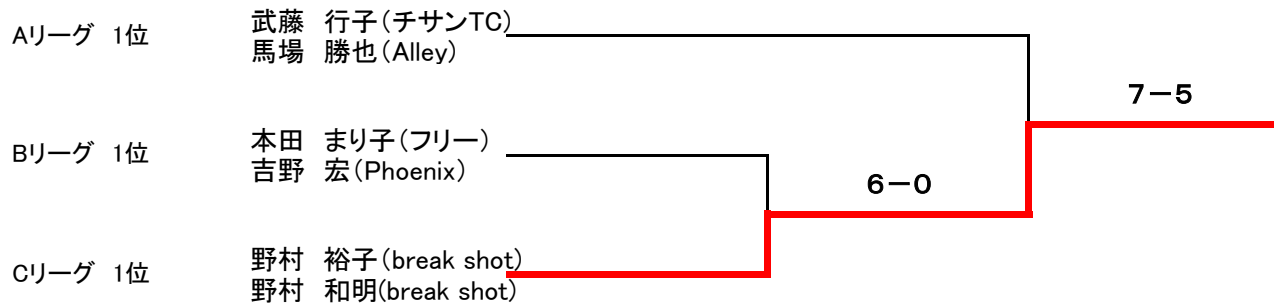 Aリーグ 1位
武藤 行子(チサンTC)
馬場 勝也(Alley)
7-5
Bリーグ 1位
本田 まり子(フリー)
吉野 宏(Phoenix)
6-0
Cリーグ 1位
野村 裕子(break shot)
野村 和明(break shot)